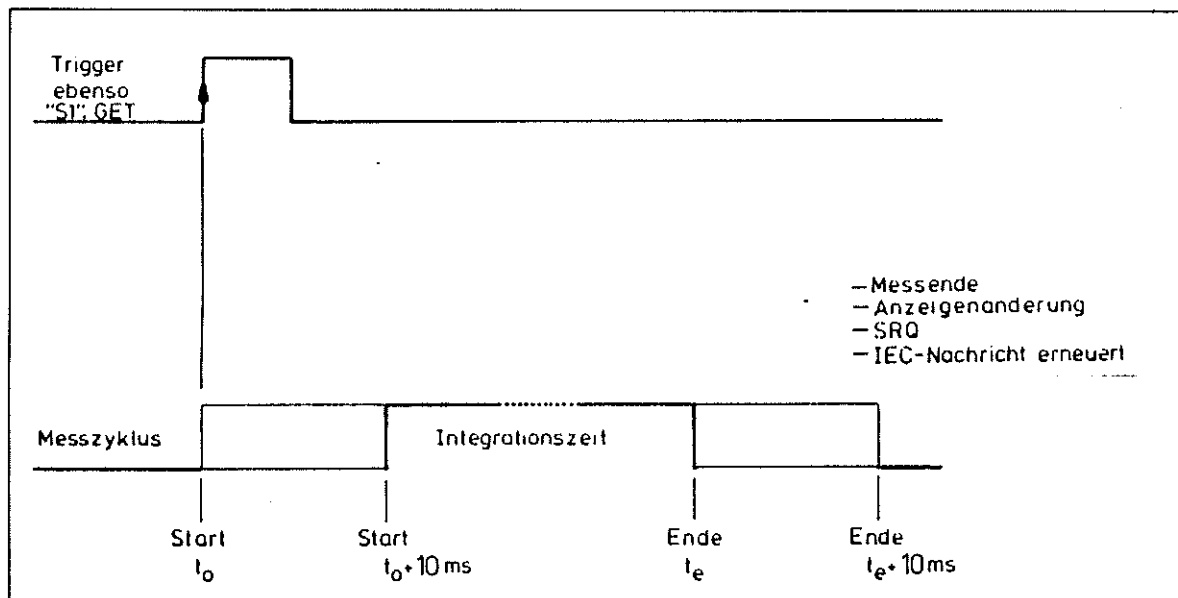 Trigger
ebenso
"S1", GET
— Messende
— Anzeigenanderung
— SRQ
— IEC-Nachricht erneuert
Messzyklus
Integrationszeit
Start
t₀
Start
t₀+10ms
Ende
tₑ
Ende
tₑ+10ms